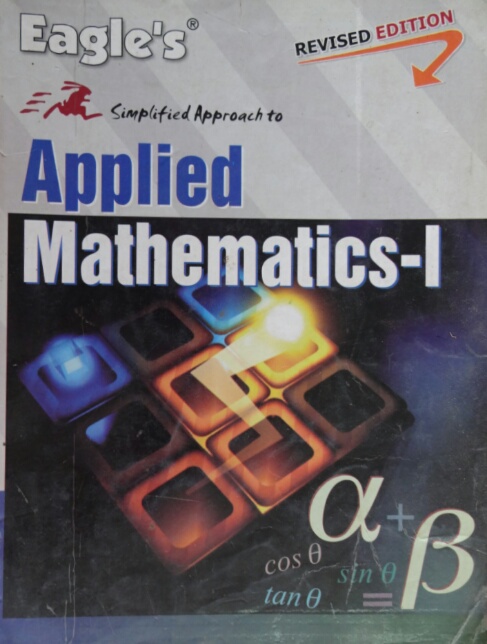 Eagle's®
REVISED EDITION
Simplified Approach to
Applied
Mathematics-I
α + β
cos θ
sin θ
tan θ
=